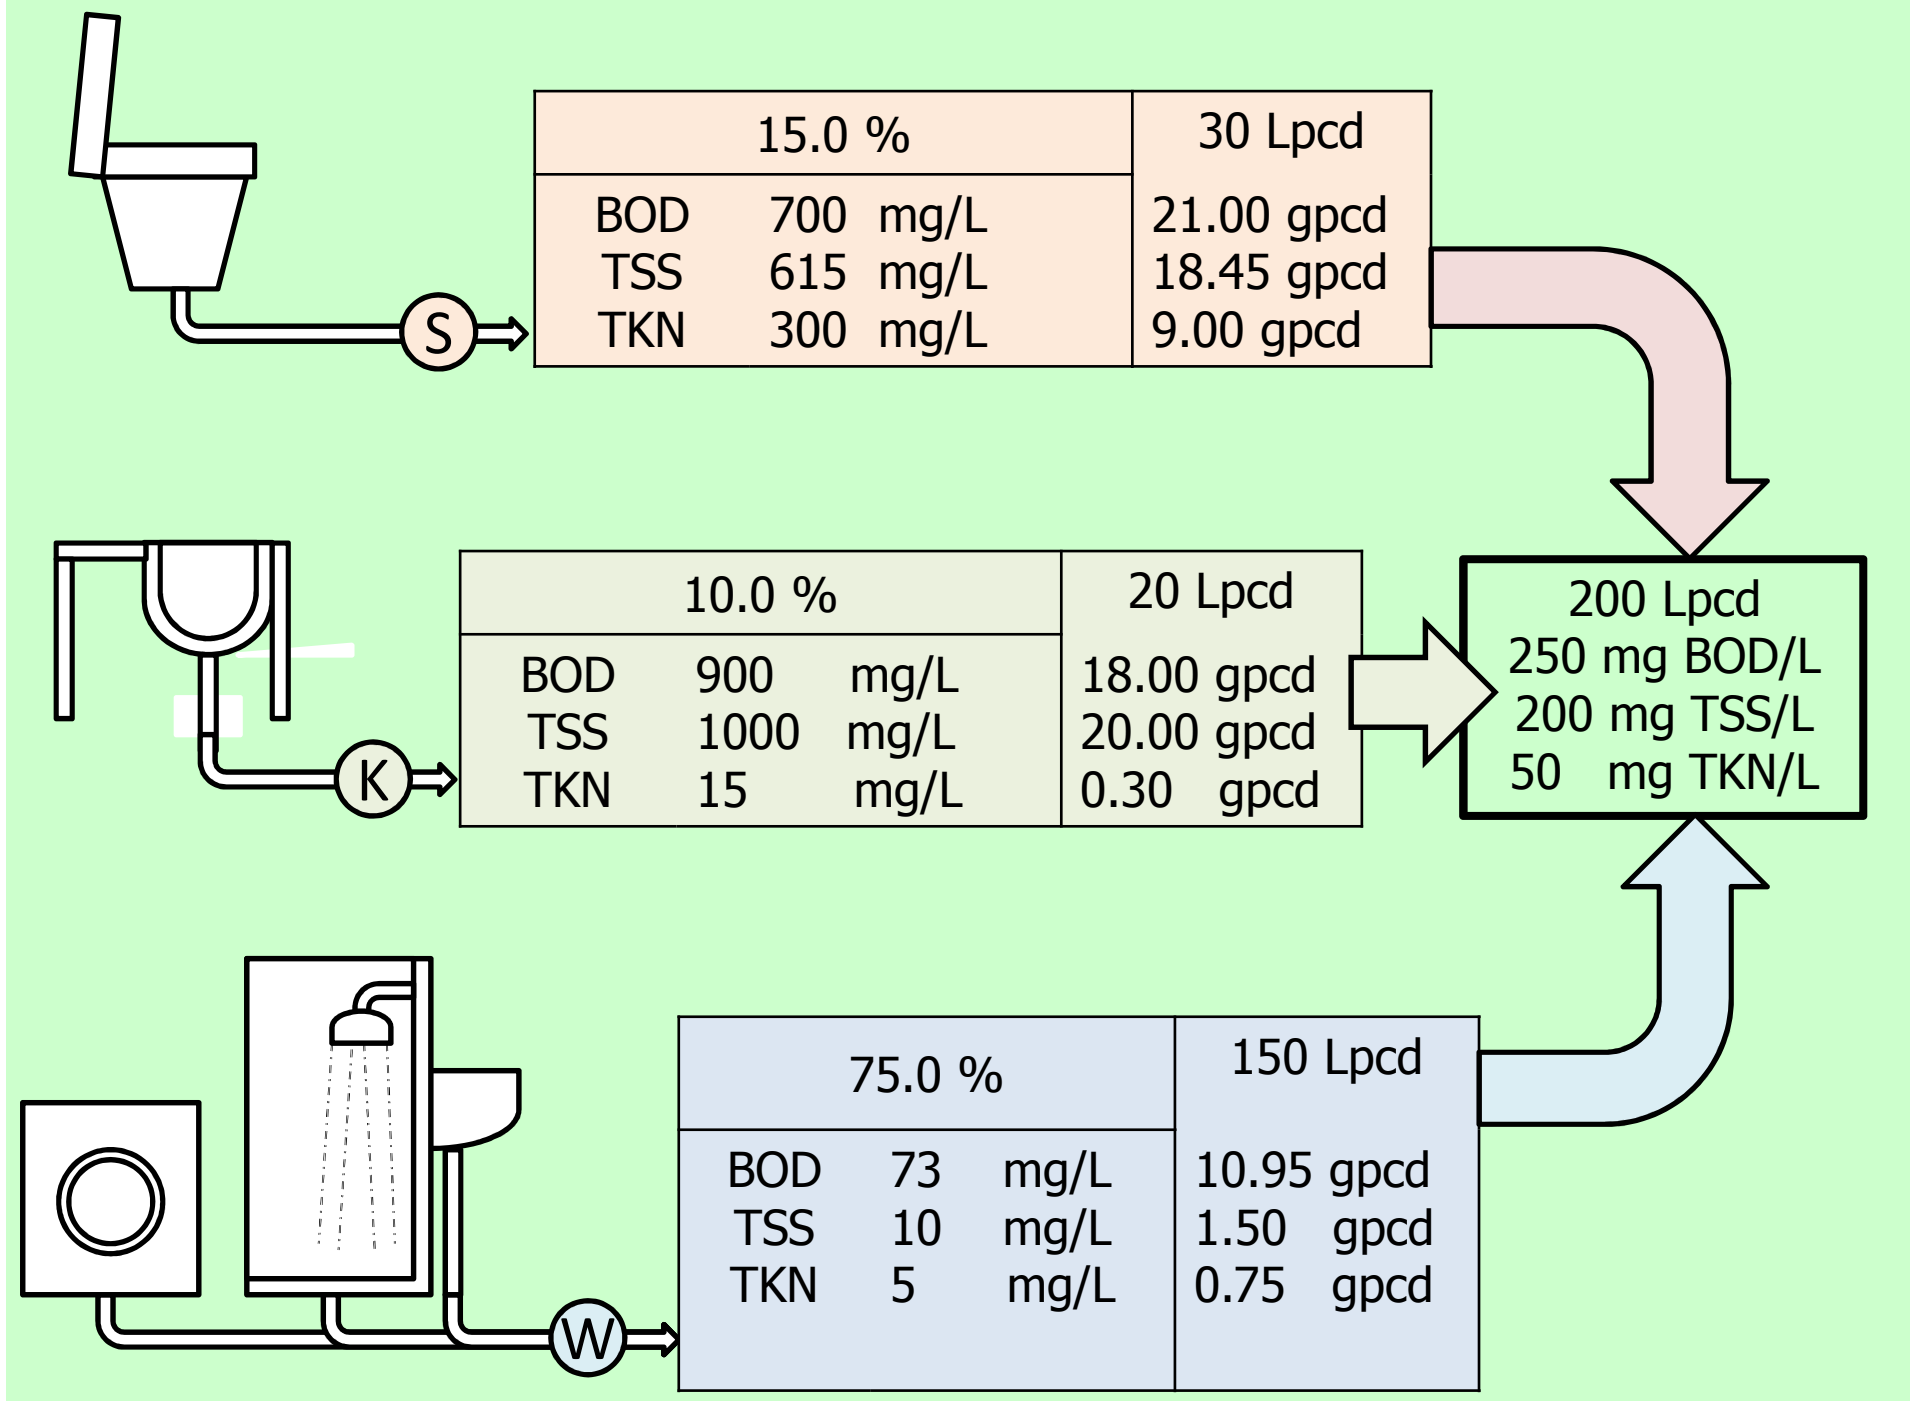 15.0 % 30 Lpcd
BOD 700 mg/L 21.00 gpcd
TSS 615 mg/L 18.45 gpcd
TKN 300 mg/L 9.00 gpcd
S
10.0 % 20 Lpcd
BOD 900 mg/L 18.00 gpcd
TSS 1000 mg/L 20.00 gpcd
TKN 15 mg/L 0.30 gpcd
K
200 Lpcd
250 mg BOD/L
200 mg TSS/L
50 mg TKN/L
75.0 % 150 Lpcd
BOD 73 mg/L 10.95 gpcd
TSS 10 mg/L 1.50 gpcd
TKN 5 mg/L 0.75 gpcd
W